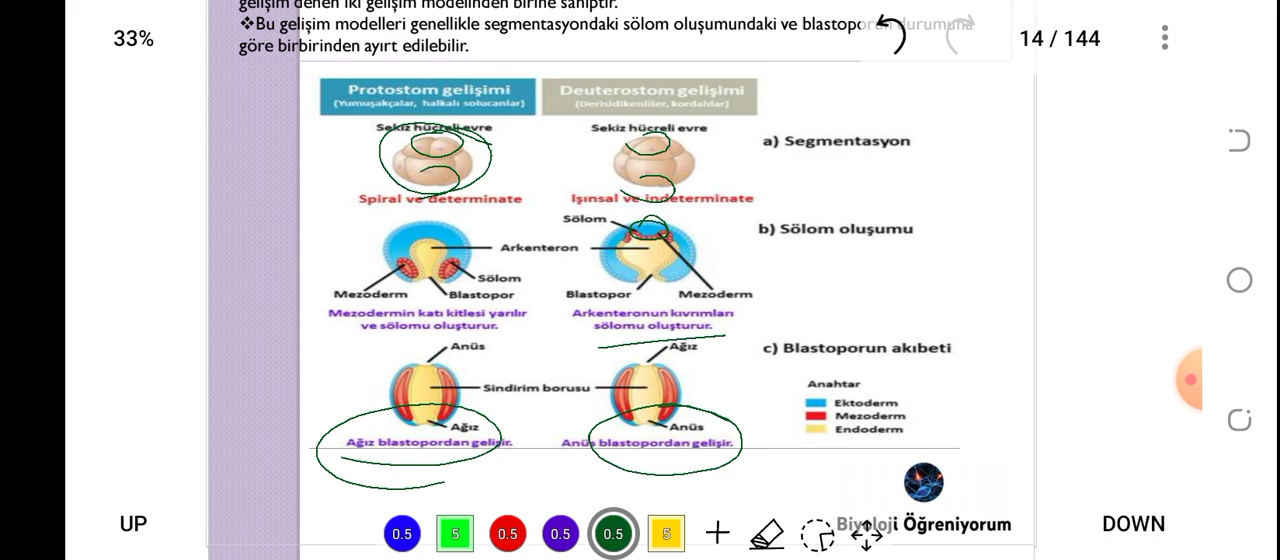 gelişim denen iki gelişim modelinden birine sahiptir.
❖Bu gelişim modelleri genellikle segmentasyondaki sölom oluşumundaki ve blastoporun durumuna
göre birbirinden ayırt edilebilir.
33%
14 / 144
Protostom gelişimi
(Yumuşakçalar, halkalı solucanlar)
Deuterostom gelişimi
(Derisidikenliler, kordalılar)
Sekiz hücreli evre
Sekiz hücreli evre
a) Segmentasyon
Spiral ve determinate
Işınsal ve indeterminate
Sölom
b) Sölom oluşumu
Arkenteron
Sölom
Mezoderm
Blastopor
Blastopor
Mezoderm
Mezodermin katı kitlesi yarılır
ve sölomu oluşturur.
Arkenteronun kıvrımları
sölomu oluşturur.
Anüs
Ağız
c) Blastoporun akıbeti
Sindirim borusu
Anahtar
Ektoderm
Mezoderm
Endoderm
Ağız
Anüs
Ağız blastopordan gelişir.
Anüs blastopordan gelişir.
Biyoloji Öğreniyorum
UP
0.5
5
0.5
0.5
0.5
5
DOWN